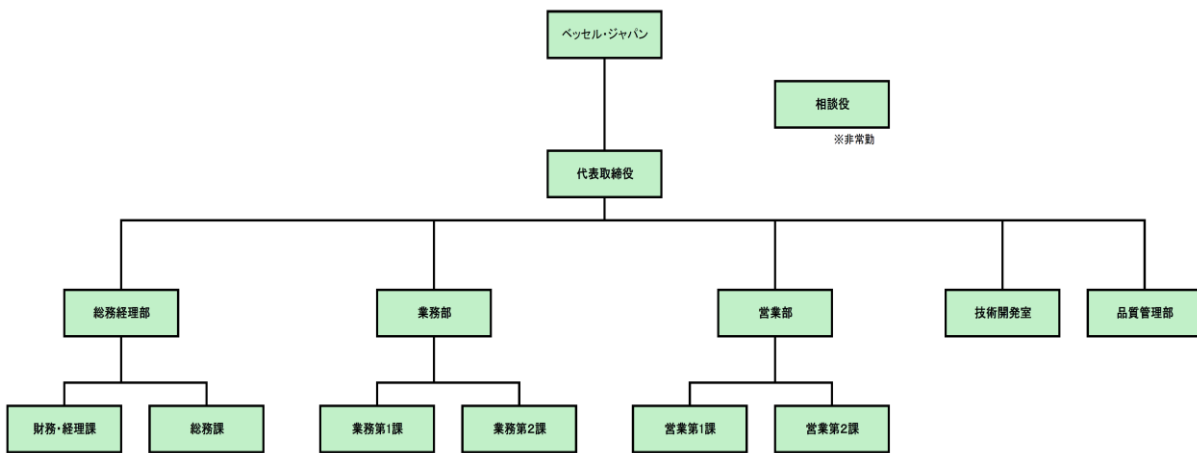 ベッセル・ジャパン
相談役
※非常勤
代表取締役
総務経理部
業務部
営業部
技術開発室
品質管理部
財務・経理課
総務課
業務第1課
業務第2課
営業第1課
営業第2課